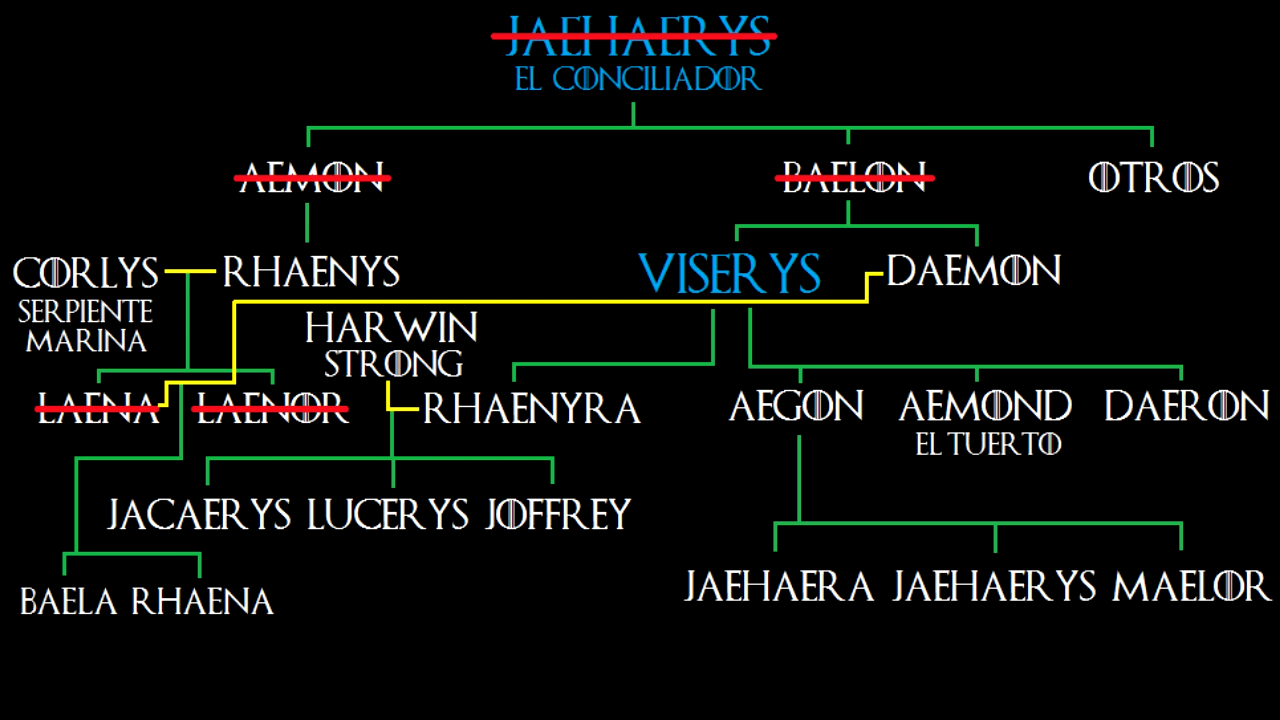 JAEHAERYS
EL CONCILIADOR
AEMON
BAELON
OTROS
CORLYS
RHAENYS
VISERYS
DAEMON
SERPIENTE
MARINA
HARWIN
STRONG
LAENA
LAENOR
RHAENYRA
AEGON
AEMOND
DAERON
EL TUERTO
JACAERYS
LUCERYS
JOFFREY
JAEHAERA
JAEHAERYS
MAELOR
BAELA
RHAENA